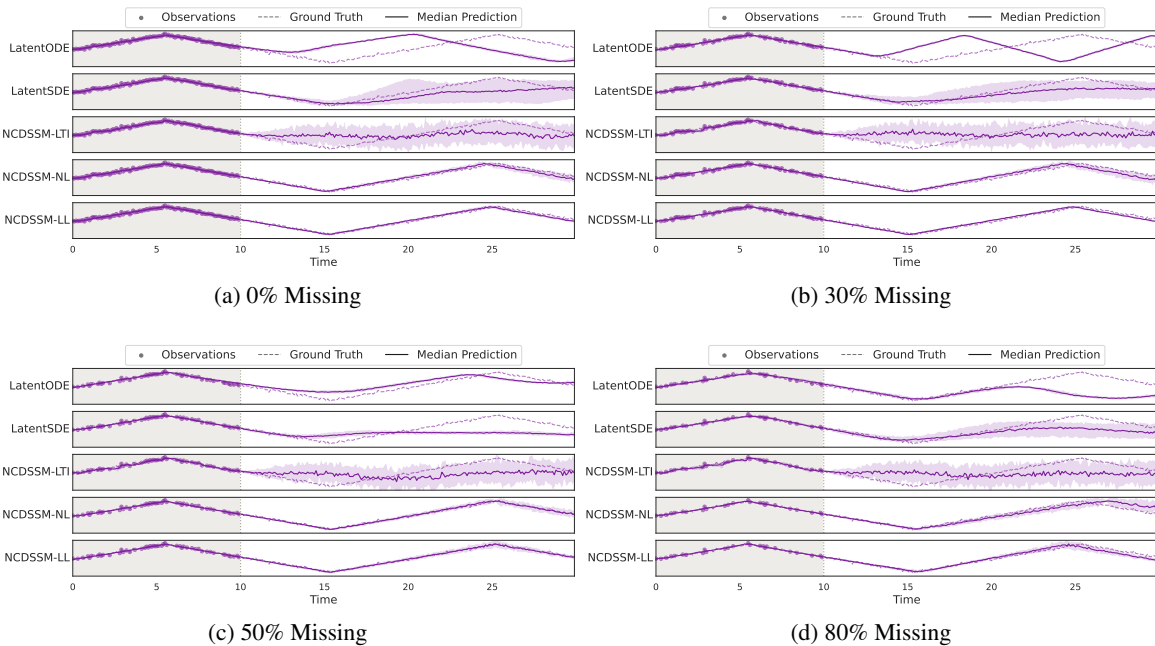 Observations Ground Truth Median Prediction
LatentODE
LatentSDE
NCDSSM-LTI
NCDSSM-NL
NCDSSM-LL
0 5 10 15 20 25
Time
(a) 0% Missing
Observations Ground Truth Median Prediction
LatentODE
LatentSDE
NCDSSM-LTI
NCDSSM-NL
NCDSSM-LL
0 5 10 15 20 25
Time
(b) 30% Missing
Observations Ground Truth Median Prediction
LatentODE
LatentSDE
NCDSSM-LTI
NCDSSM-NL
NCDSSM-LL
0 5 10 15 20 25
Time
(c) 50% Missing
Observations Ground Truth Median Prediction
LatentODE
LatentSDE
NCDSSM-LTI
NCDSSM-NL
NCDSSM-LL
0 5 10 15 20 25
Time
(d) 80% Missing